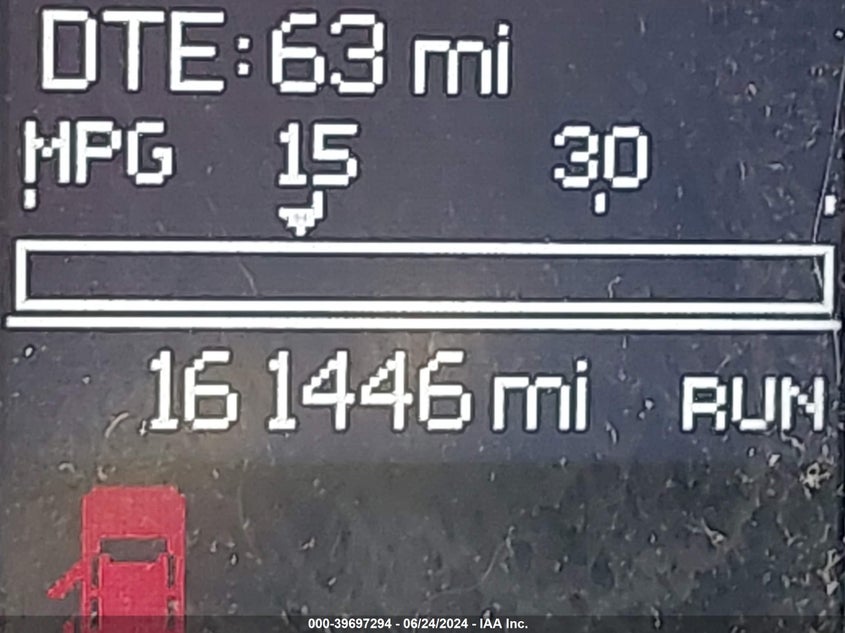 DTE: 63 mi
MPG 15 30
161446 mi RUN
000-39697294 - 06/24/2024 - IAA Inc.